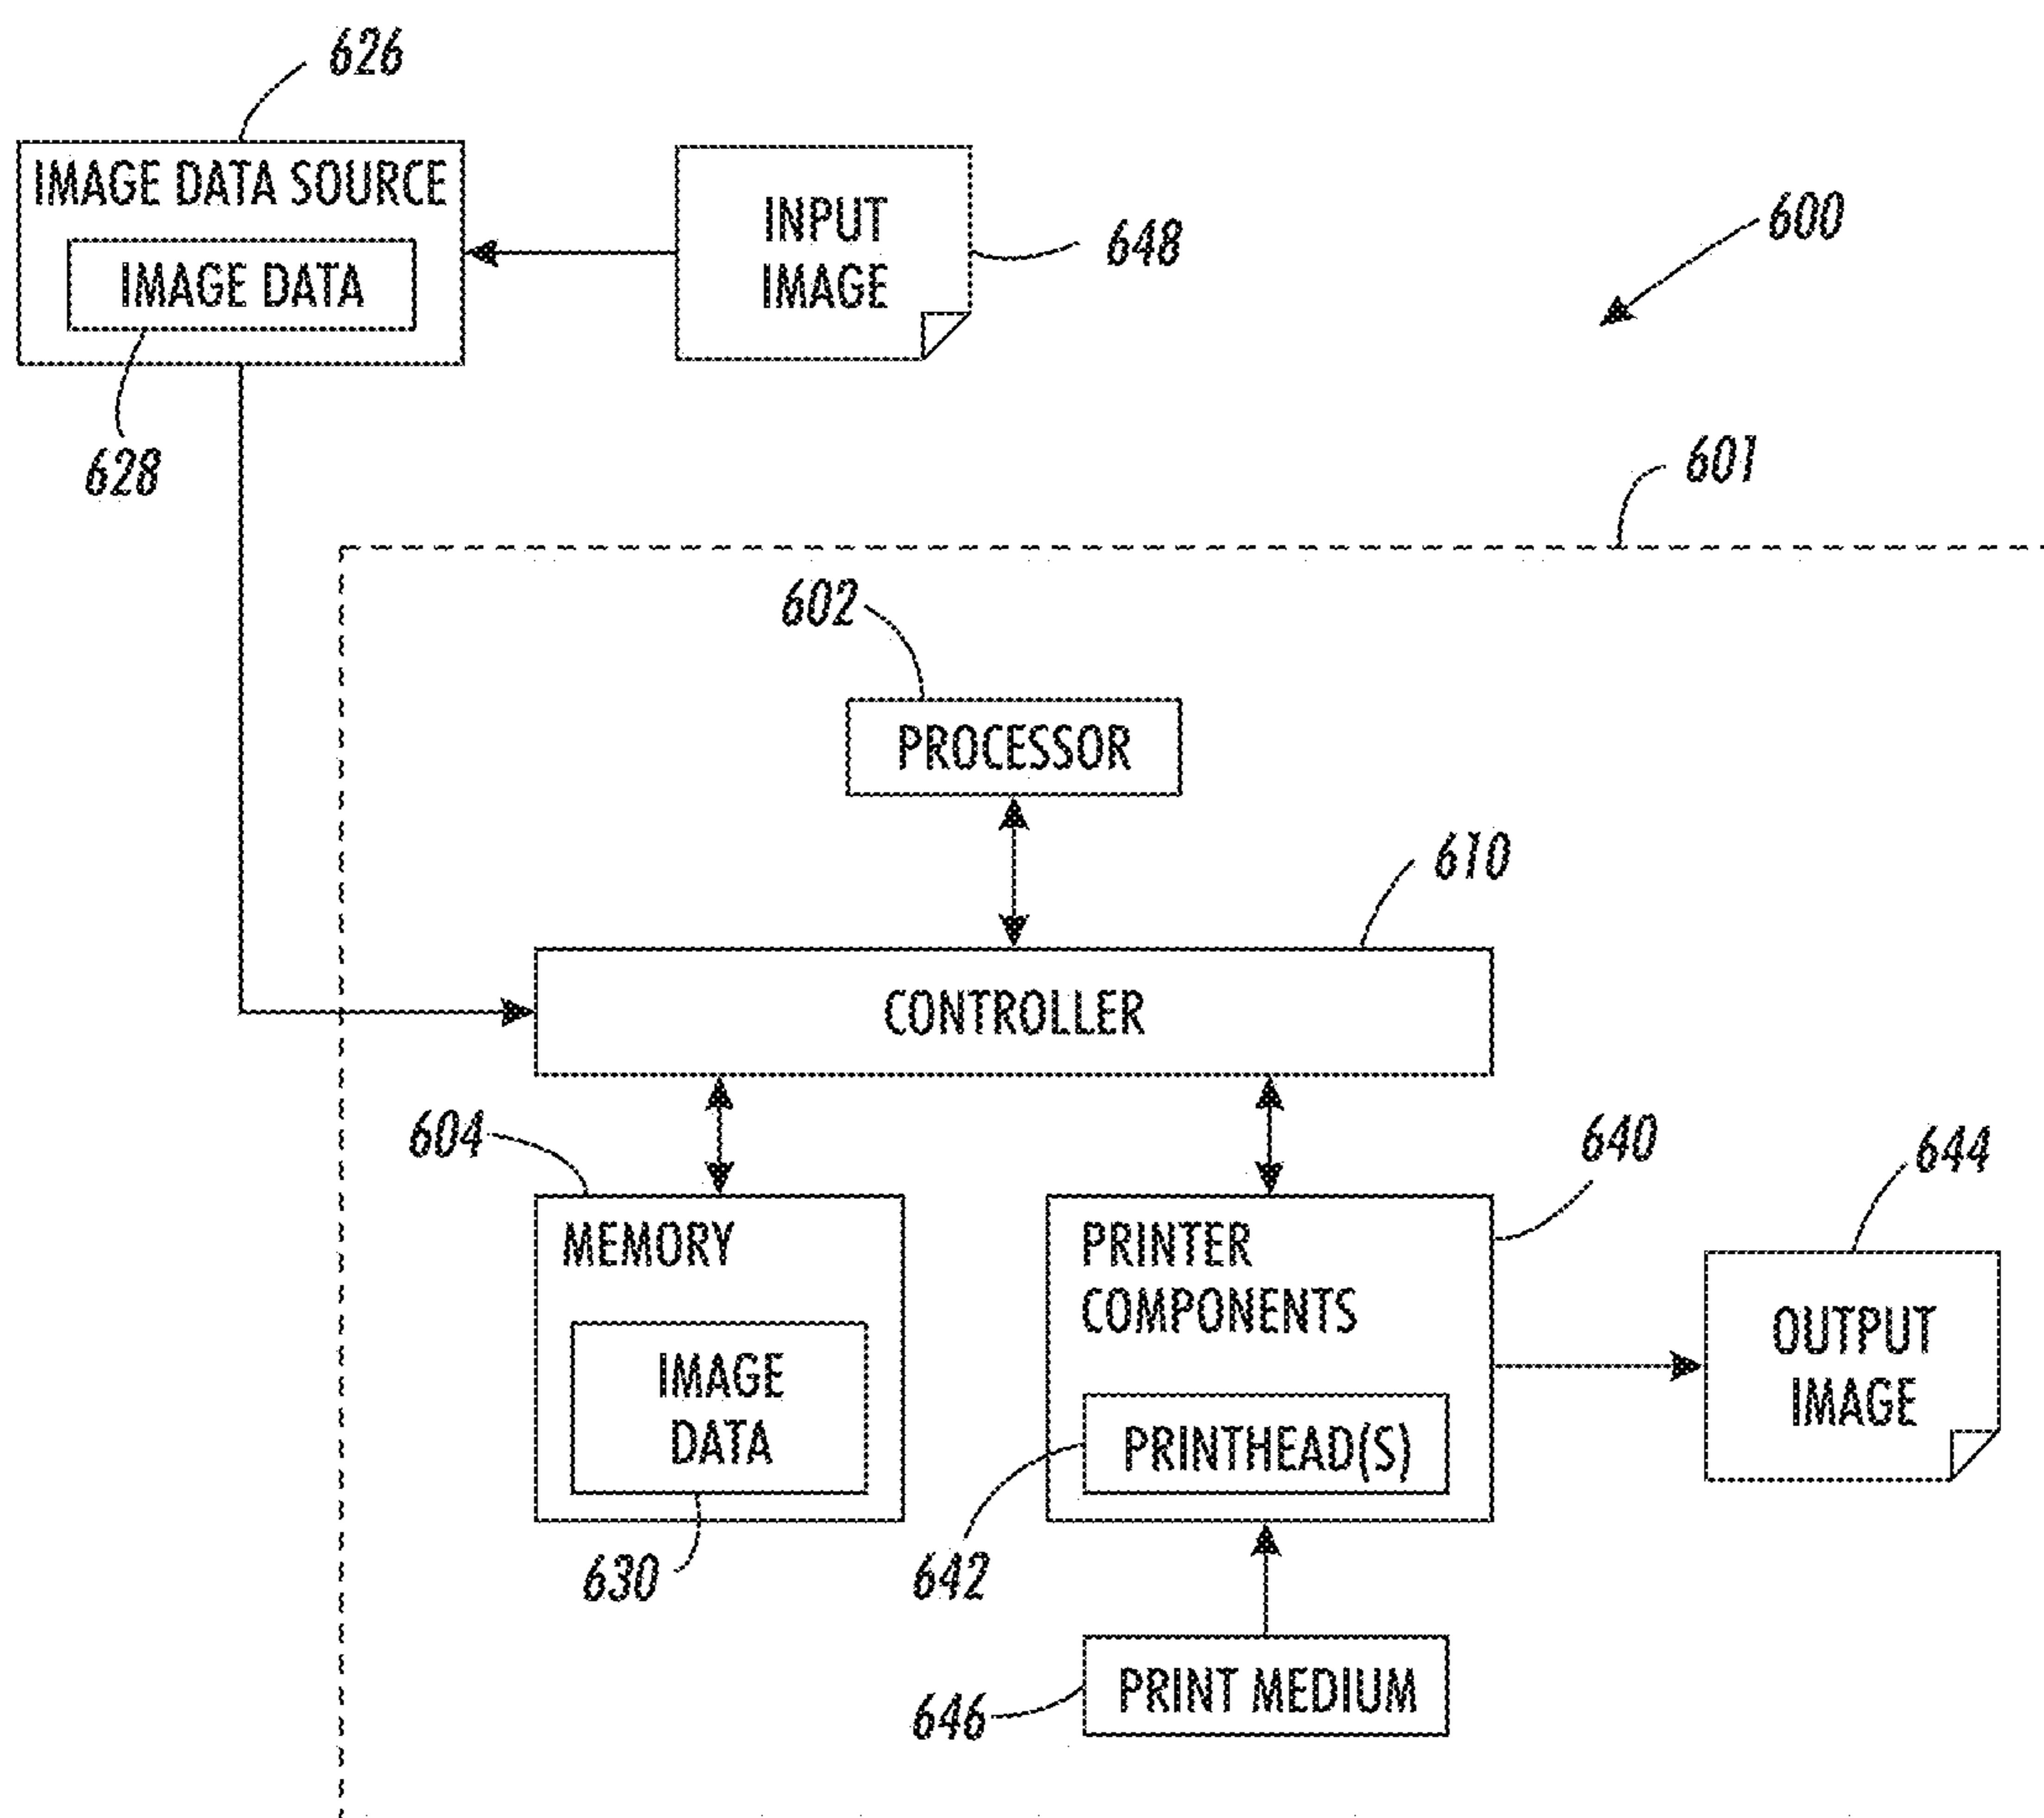 626
IMAGE DATA SOURCE
IMAGE DATA
628
INPUT
IMAGE
648
600
601
602
PROCESSOR
610
CONTROLLER
604
MEMORY
IMAGE
DATA
630
640
PRINTER
COMPONENTS
PRINTHEAD(S)
642
644
OUTPUT
IMAGE
646
PRINT MEDIUM